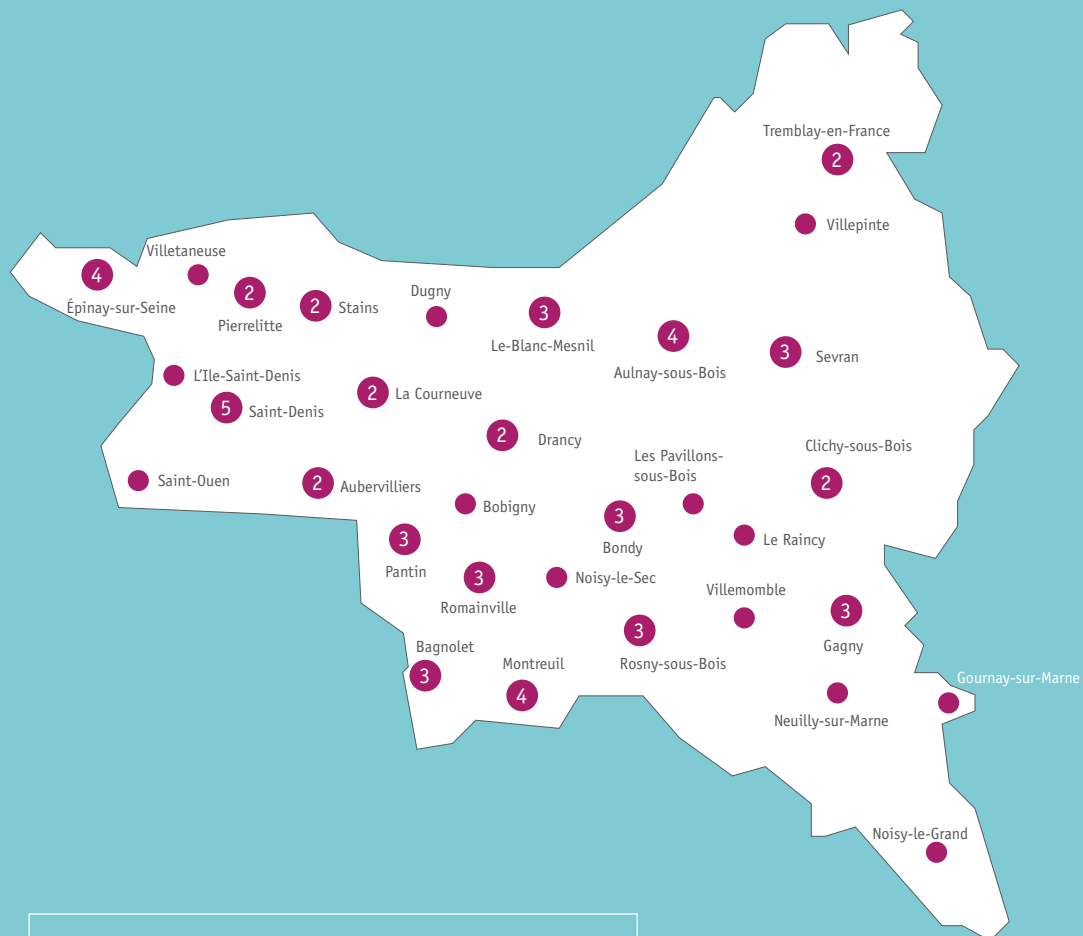 Tremblay-en-France
2
Villepinte
Villetaneuse
4
Épinay-sur-Seine
2
Pierrelitte
2
Stains
Dugny
3
Le-Blanc-Mesnil
4
Aulnay-sous-Bois
3
Sevran
L'Ile-Saint-Denis
5
Saint-Denis
2
La Courneuve
2
Drancy
Les Pavillons-
sous-Bois
Clichy-sous-Bois
2
Saint-Ouen
2
Aubervilliers
Bobigny
3
Bondy
Le Raincy
3
Pantin
3
Romainville
Noisy-le-Sec
Villemomble
3
Gagny
3
Rosny-sous-Bois
Bagnolet
3
Montreuil
4
Neuilly-sur-Marne
Gournay-sur-Marne
Noisy-le-Grand